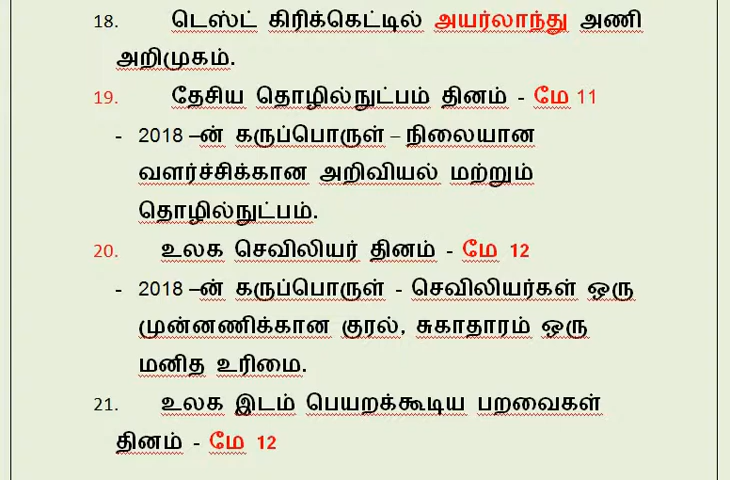 18. டெஸ்ட் கிரிக்கெட்டில் அயர்லாந்து அணி
அறிமுகம்.
19. தேசிய தொழில்நுட்பம் தினம் - மே 11
- 2018 –ன் கருப்பொருள் – நிலையான
வளர்ச்சிக்கான அறிவியல் மற்றும்
தொழில்நுட்பம்.
20. உலக செவிலியர் தினம் - மே 12
- 2018 –ன் கருப்பொருள் - செவிலியர்கள் ஒரு
முன்னணிக்கான குரல், சுகாதாரம் ஒரு
மனித உரிமை.
21. உலக இடம் பெயறக்கூடிய பறவைகள்
தினம் - மே 12